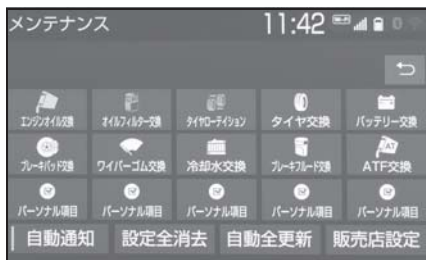 メンテナンス 11:42
エンジンオイル交換 オイルフィルター交換 タイヤローテイション タイヤ交換 バッテリー交換
ブレーキパッド交換 ワイパーゴム交換 冷却水交換 ブレーキフルード交換 ATF交換
パーソナル項目 パーソナル項目 パーソナル項目 パーソナル項目 パーソナル項目
自動通知 設定全消去 自動全更新 販売店設定